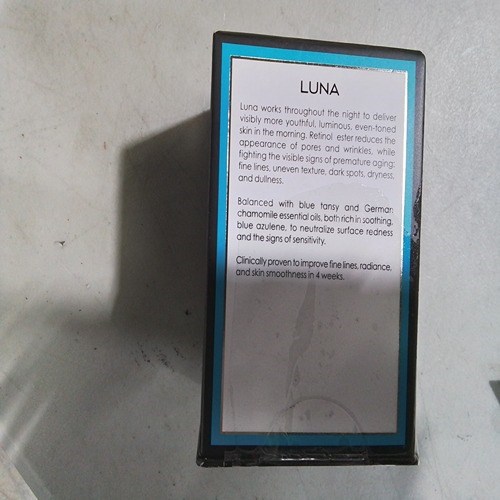 LUNA
Luna works throughout the night to deliver
visibly more youthful, luminous, even-toned
skin in the morning. Retinol ester reduces the
appearance of pores and wrinkles, while
fighting the visible signs of premature aging:
fine lines, uneven texture, dark spots, dryness,
and dullness.
Balanced with blue tansy and German
chamomile essential oils, both rich in soothing,
blue azulene, to neutralize surface redness
and the signs of sensitivity.
Clinically proven to improve fine lines, radiance,
and skin smoothness in 4 weeks.